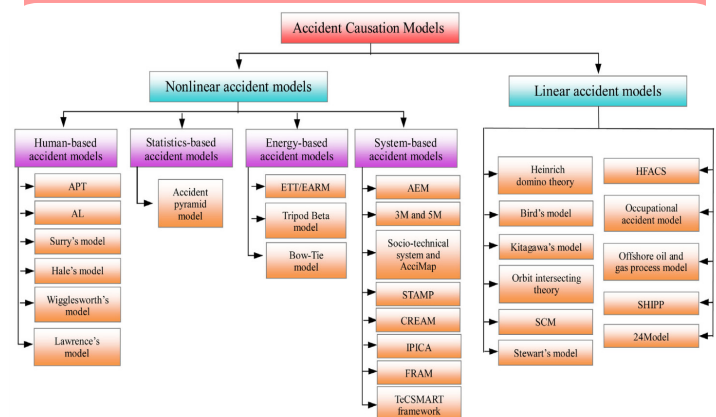 Accident Causation Models
Nonlinear accident models
Linear accident models
Human-based
accident models
Statistics-based
accident models
Energy-based
accident models
System-based
accident models
APT
AL
Surry's model
Hale's model
Wigglesworth's
model
Lawrence's
model
Accident
pyramid
model
ETT/EARM
Tripod Beta
model
Bow-Tie
model
AEM
3M and 5M
Socio-technical
system and
AcciMap
STAMP
CREAM
IPICA
FRAM
TeCSMART
framework
Heinrich
domino theory
Bird's model
Kitagawa's model
Orbit intersecting
theory
SCM
Stewart's model
HFACS
Occupational
accident model
Offshore oil and
gas process model
SHIPP
24Model